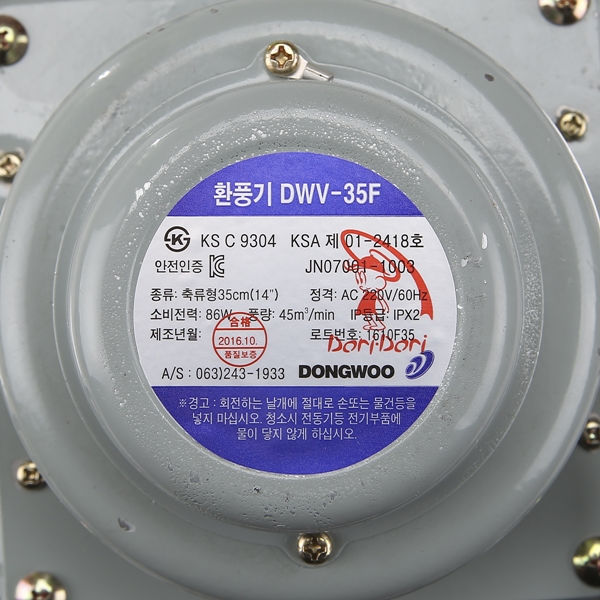 환풍기 DWV-35F
KS C 9304 KSA 제 01-2418호
안전인증 JN07001-1003
종류: 축류형35cm(14") 정격: AC 220V/60Hz
소비전력: 86W 풍량: 45m³/min IP등급: IPX2
제조년월: 로트번호: 1610F35
合格
2016.10.
품질보증
DoriDori
A/S : 063)243-1933 DONGWOO
※경고 : 회전하는 날개에 절대로 손또는 물건등을
넣지 마십시오. 청소시 전동기등 전기부품에
물이 닿지 않게 하십시오.